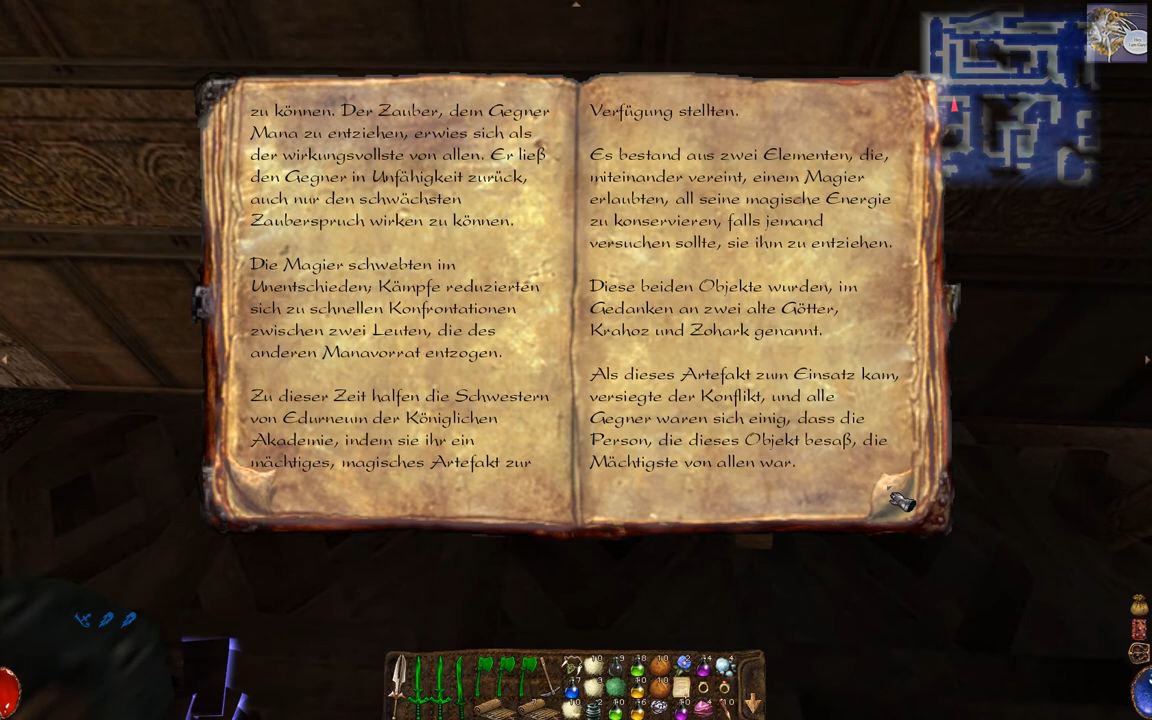 zu können. Der Zauber, dem Gegner
Mana zu entziehen, erwies sich als
der wirkungsvollste von allen. Er ließ
den Gegner in Unfähigkeit zurück,
auch nur den schwächsten
Zauberspruch wirken zu können.
Die Magier schwebten im
Unentschieden; Kämpfe reduzierten
sich zu schnellen Konfrontationen
zwischen zwei Leuten, die des
anderen Manavorrat entzogen.
Zu dieser Zeit halfen die Schwestern
von Edurneum der Königlichen
Akademie, indem sie ihr ein
mächtiges, magisches Artefakt zur
Verfügung stellten.
Es bestand aus zwei Elementen, die,
miteinander vereint, einem Magier
erlaubten, all seine magische Energie
zu konservieren, falls jemand
versuchen sollte, sie ihm zu entziehen.
Diese beiden Objekte wurden, im
Gedanken an zwei alte Götter,
Krahoz und Zohark genannt.
Als dieses Artefakt zum Einsatz kam,
versiegte der Konflikt, und alle
Gegner waren sich einig, dass die
Person, die dieses Objekt besaß, die
Mächtigste von allen war.